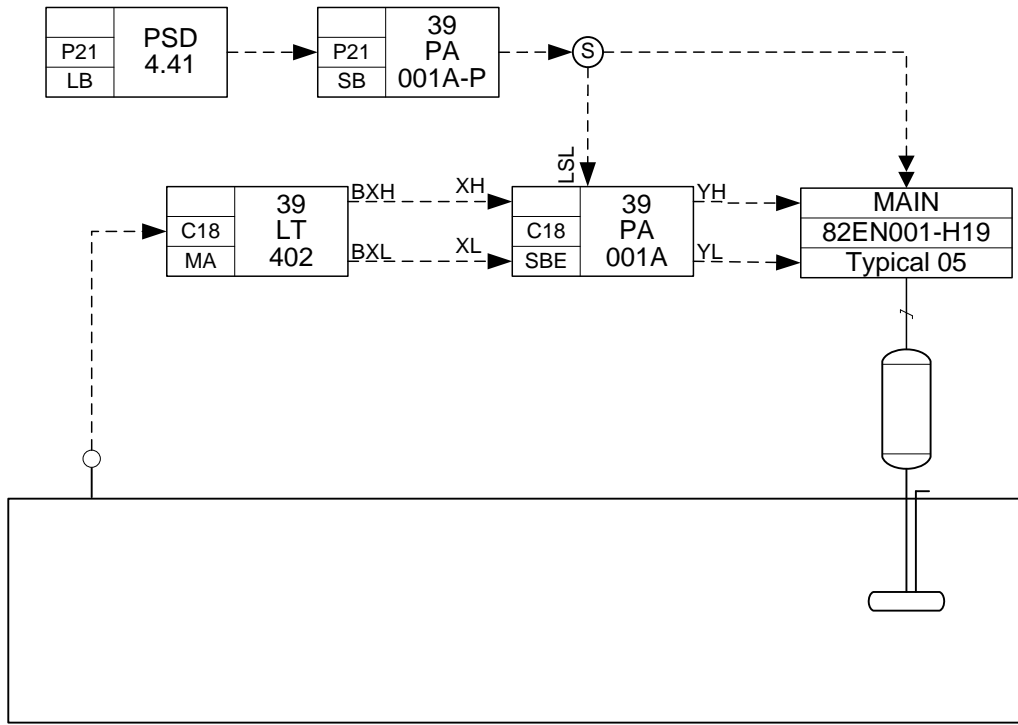 P21
LB
PSD
4.41
P21
SB
39
PA
001A-P
S
LSL
C18
MA
39
LT
402
BXH
XH
BXL
XL
C18
SBE
39
PA
001A
YH
YL
MAIN
82EN001-H19
Typical 05